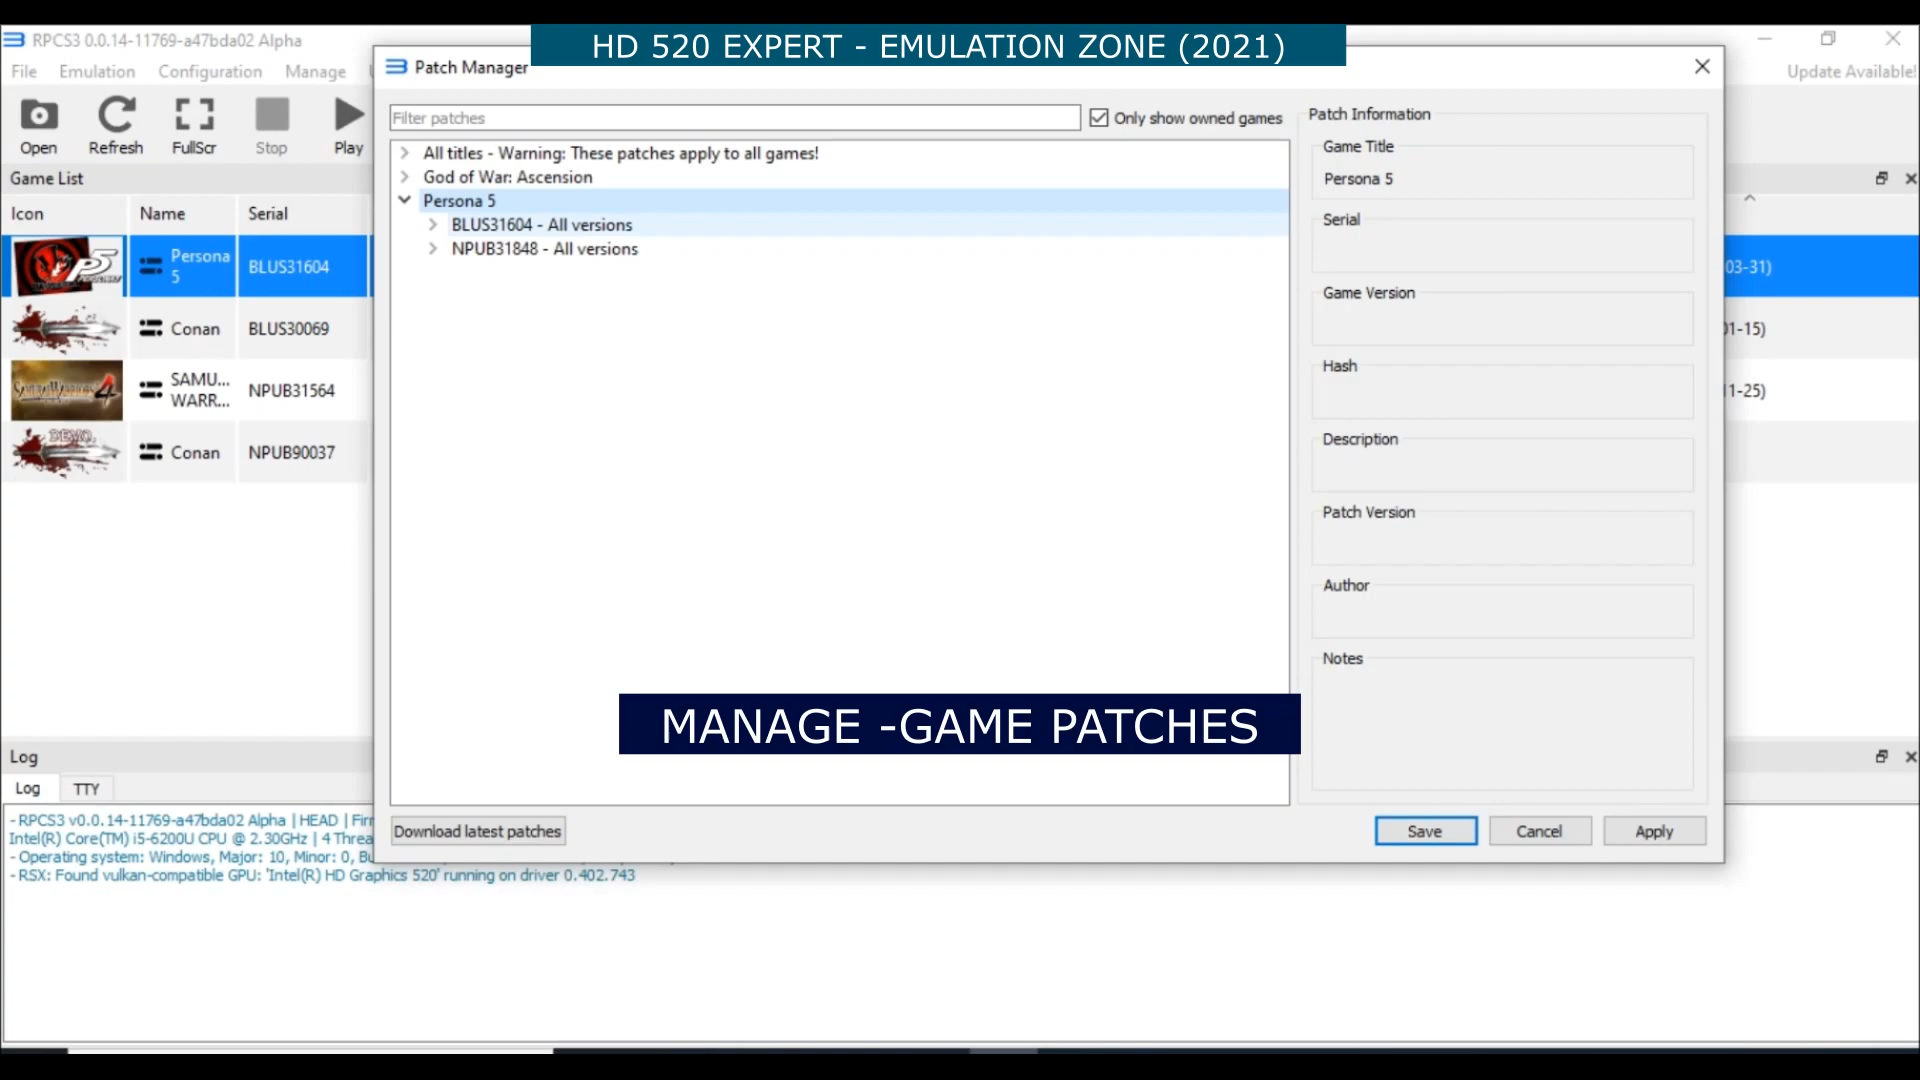 HD 520 EXPERT - EMULATION ZONE (2021)
RPCS3 0.0.14-11769-a47bda02 Alpha
File Emulation Configuration Manage
Update Available!
Open Refresh FullScr Stop Play
Game List
Icon Name Serial
Persona 5 BLUS31604
03-31)
Conan BLUS30069
01-15)
SAMU... WARR... NPUB31564
1-25)
DEMO
Conan NPUB90037
Patch Manager
Filter patches
Only show owned games
All titles - Warning: These patches apply to all games!
God of War: Ascension
Persona 5
BLUS31604 - All versions
NPUB31848 - All versions
Patch Information
Game Title
Persona 5
Serial
Game Version
Hash
Description
Patch Version
Author
Notes
MANAGE -GAME PATCHES
Download latest patches
Save Cancel Apply
Log
Log TTY
- RPCS3 v0.0.14-11769-a47bda02 Alpha | HEAD | Firm
Intel(R) Core(TM) i5-6200U CPU @ 2.30GHz | 4 Threa
- Operating system: Windows, Major: 10, Minor: 0, Bu
- RSX: Found vulkan-compatible GPU: 'Intel(R) HD Graphics 520' running on driver 0.402.743